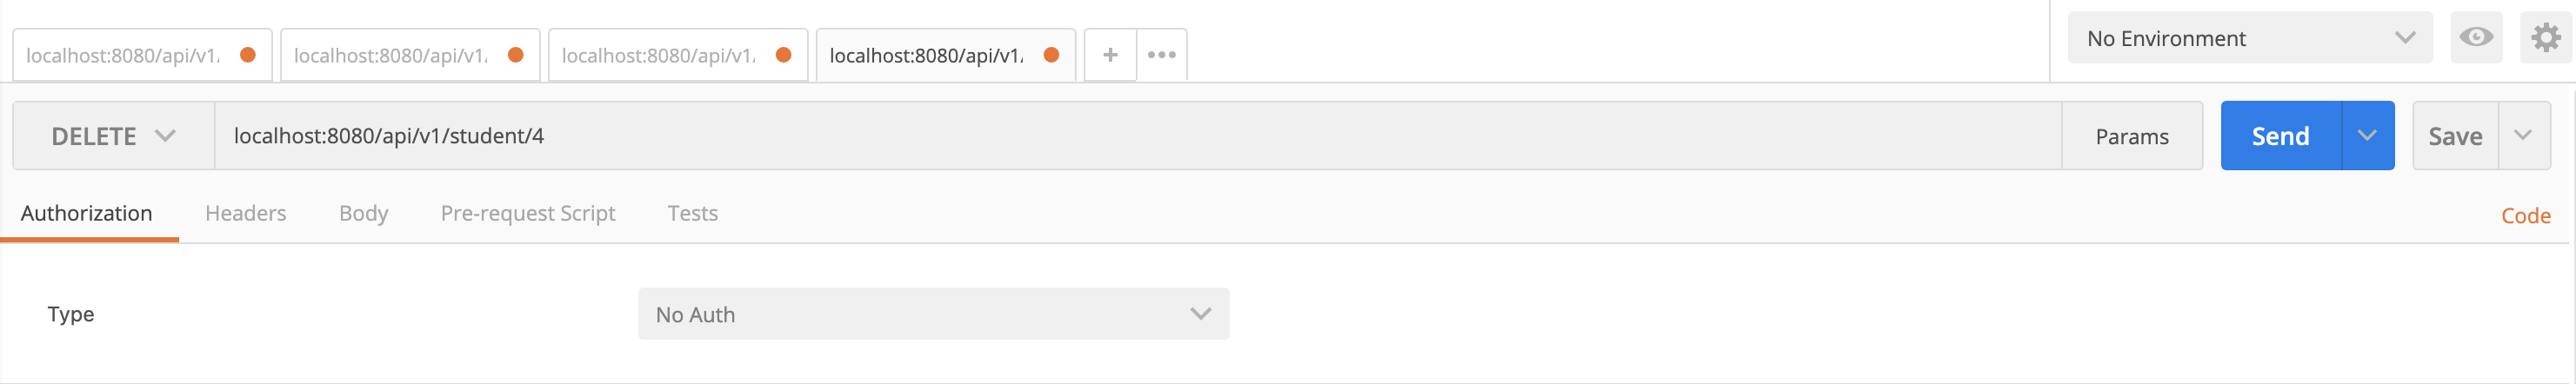 localhost:8080/api/v1, localhost:8080/api/v1, localhost:8080/api/v1, localhost:8080/api/v1/ + ••• No Environment
DELETE localhost:8080/api/v1/student/4 Params Send Save
Authorization Headers Body Pre-request Script Tests Code
Type No Auth